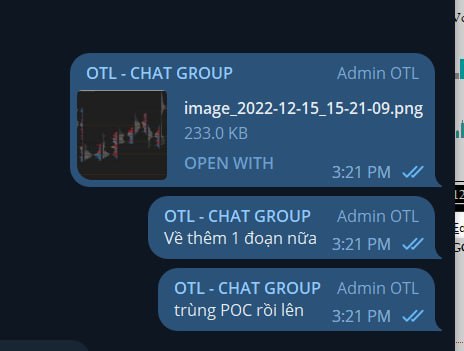 OTL - CHAT GROUP Admin OTL
image_2022-12-15_15-21-09.png
233.0 KB
OPEN WITH
3:21 PM
OTL - CHAT GROUP Admin OTL
Về thêm 1 đoạn nữa
3:21 PM
OTL - CHAT GROUP Admin OTL
trùng POC rồi lên
3:21 PM